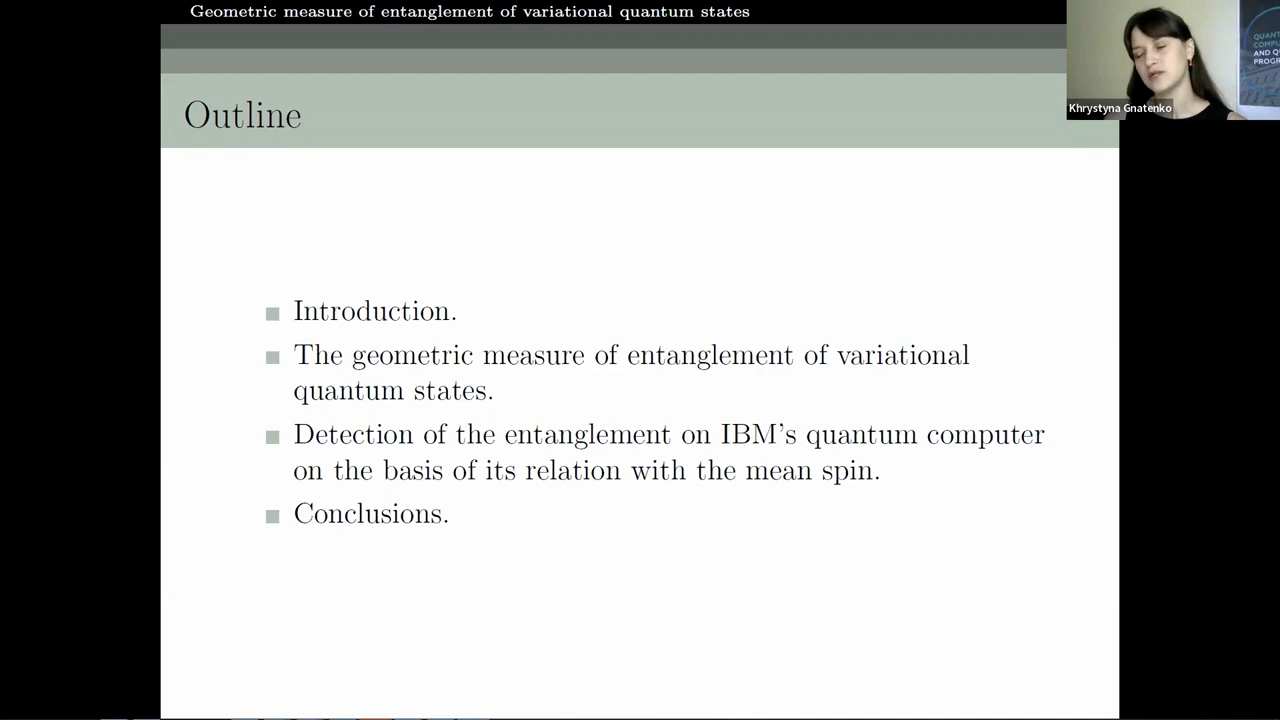 Geometric measure of entanglement of variational quantum states
Outline
Khrystyna Gnatenko
AND Q
PROGR
Introduction.
The geometric measure of entanglement of variational
quantum states.
Detection of the entanglement on IBM's quantum computer
on the basis of its relation with the mean spin.
Conclusions.